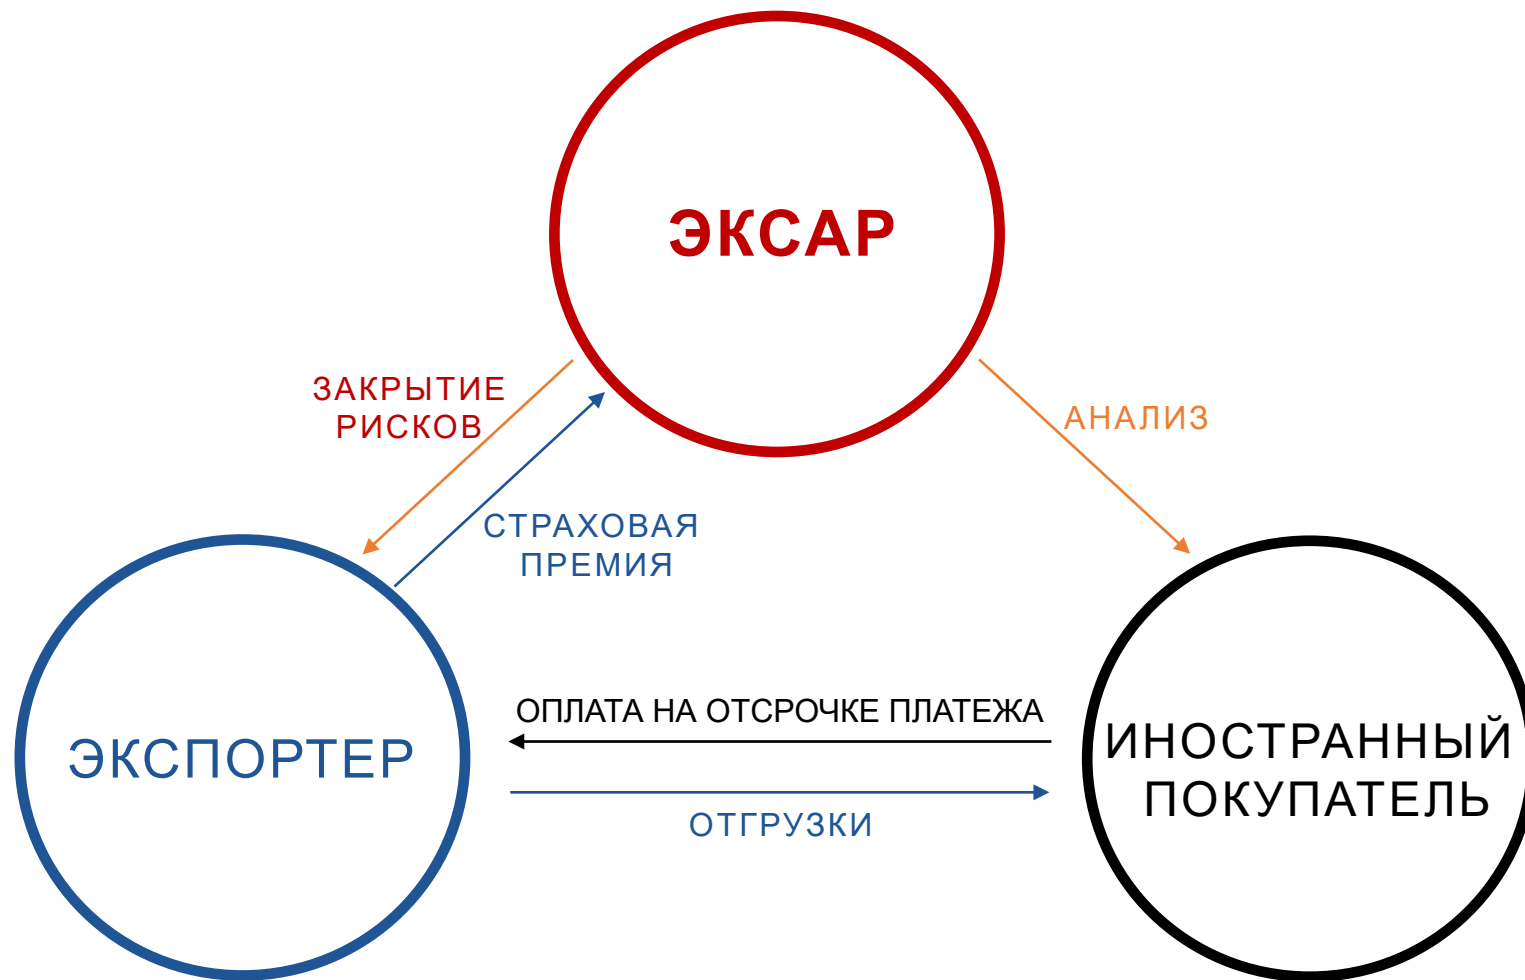 ЭКСАР
ЗАКРЫТИЕ
РИСКОВ
АНАЛИЗ
СТРАХОВАЯ
ПРЕМИЯ
ОПЛАТА НА ОТСРОЧКЕ ПЛАТЕЖА
ЭКСПОРТЕР
ИНОСТРАННЫЙ
ПОКУПАТЕЛЬ
ОТГРУЗКИ